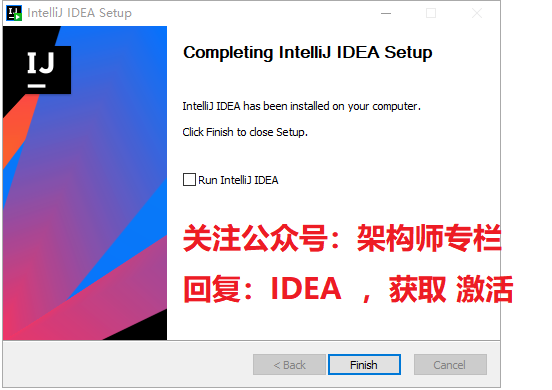 IntelliJ IDEA Setup
IJ
Completing IntelliJ IDEA Setup
IntelliJ IDEA has been installed on your computer.
Click Finish to close Setup.
Run IntelliJ IDEA
关注公众号：架构师专栏
回复：IDEA ，获取 激活
< Back
Finish
Cancel